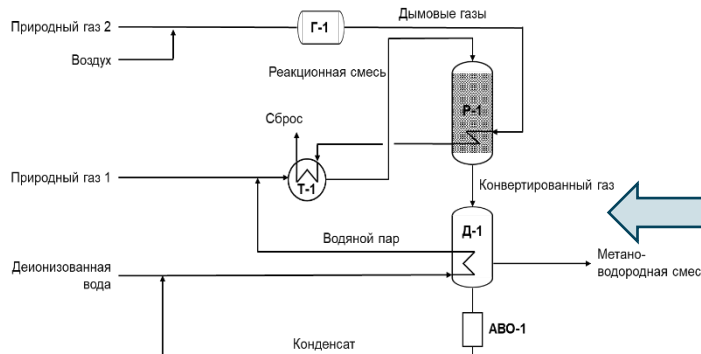 Природный газ 2
Г-1
Дымовые газы
Воздух
Реакционная смесь
Р-1
Сброс
Природный газ 1
Т-1
Конвертированный газ
Водяной пар
Д-1
Деионизованная
вода
Метано-
водородная смес
АВО-1
Конденсат